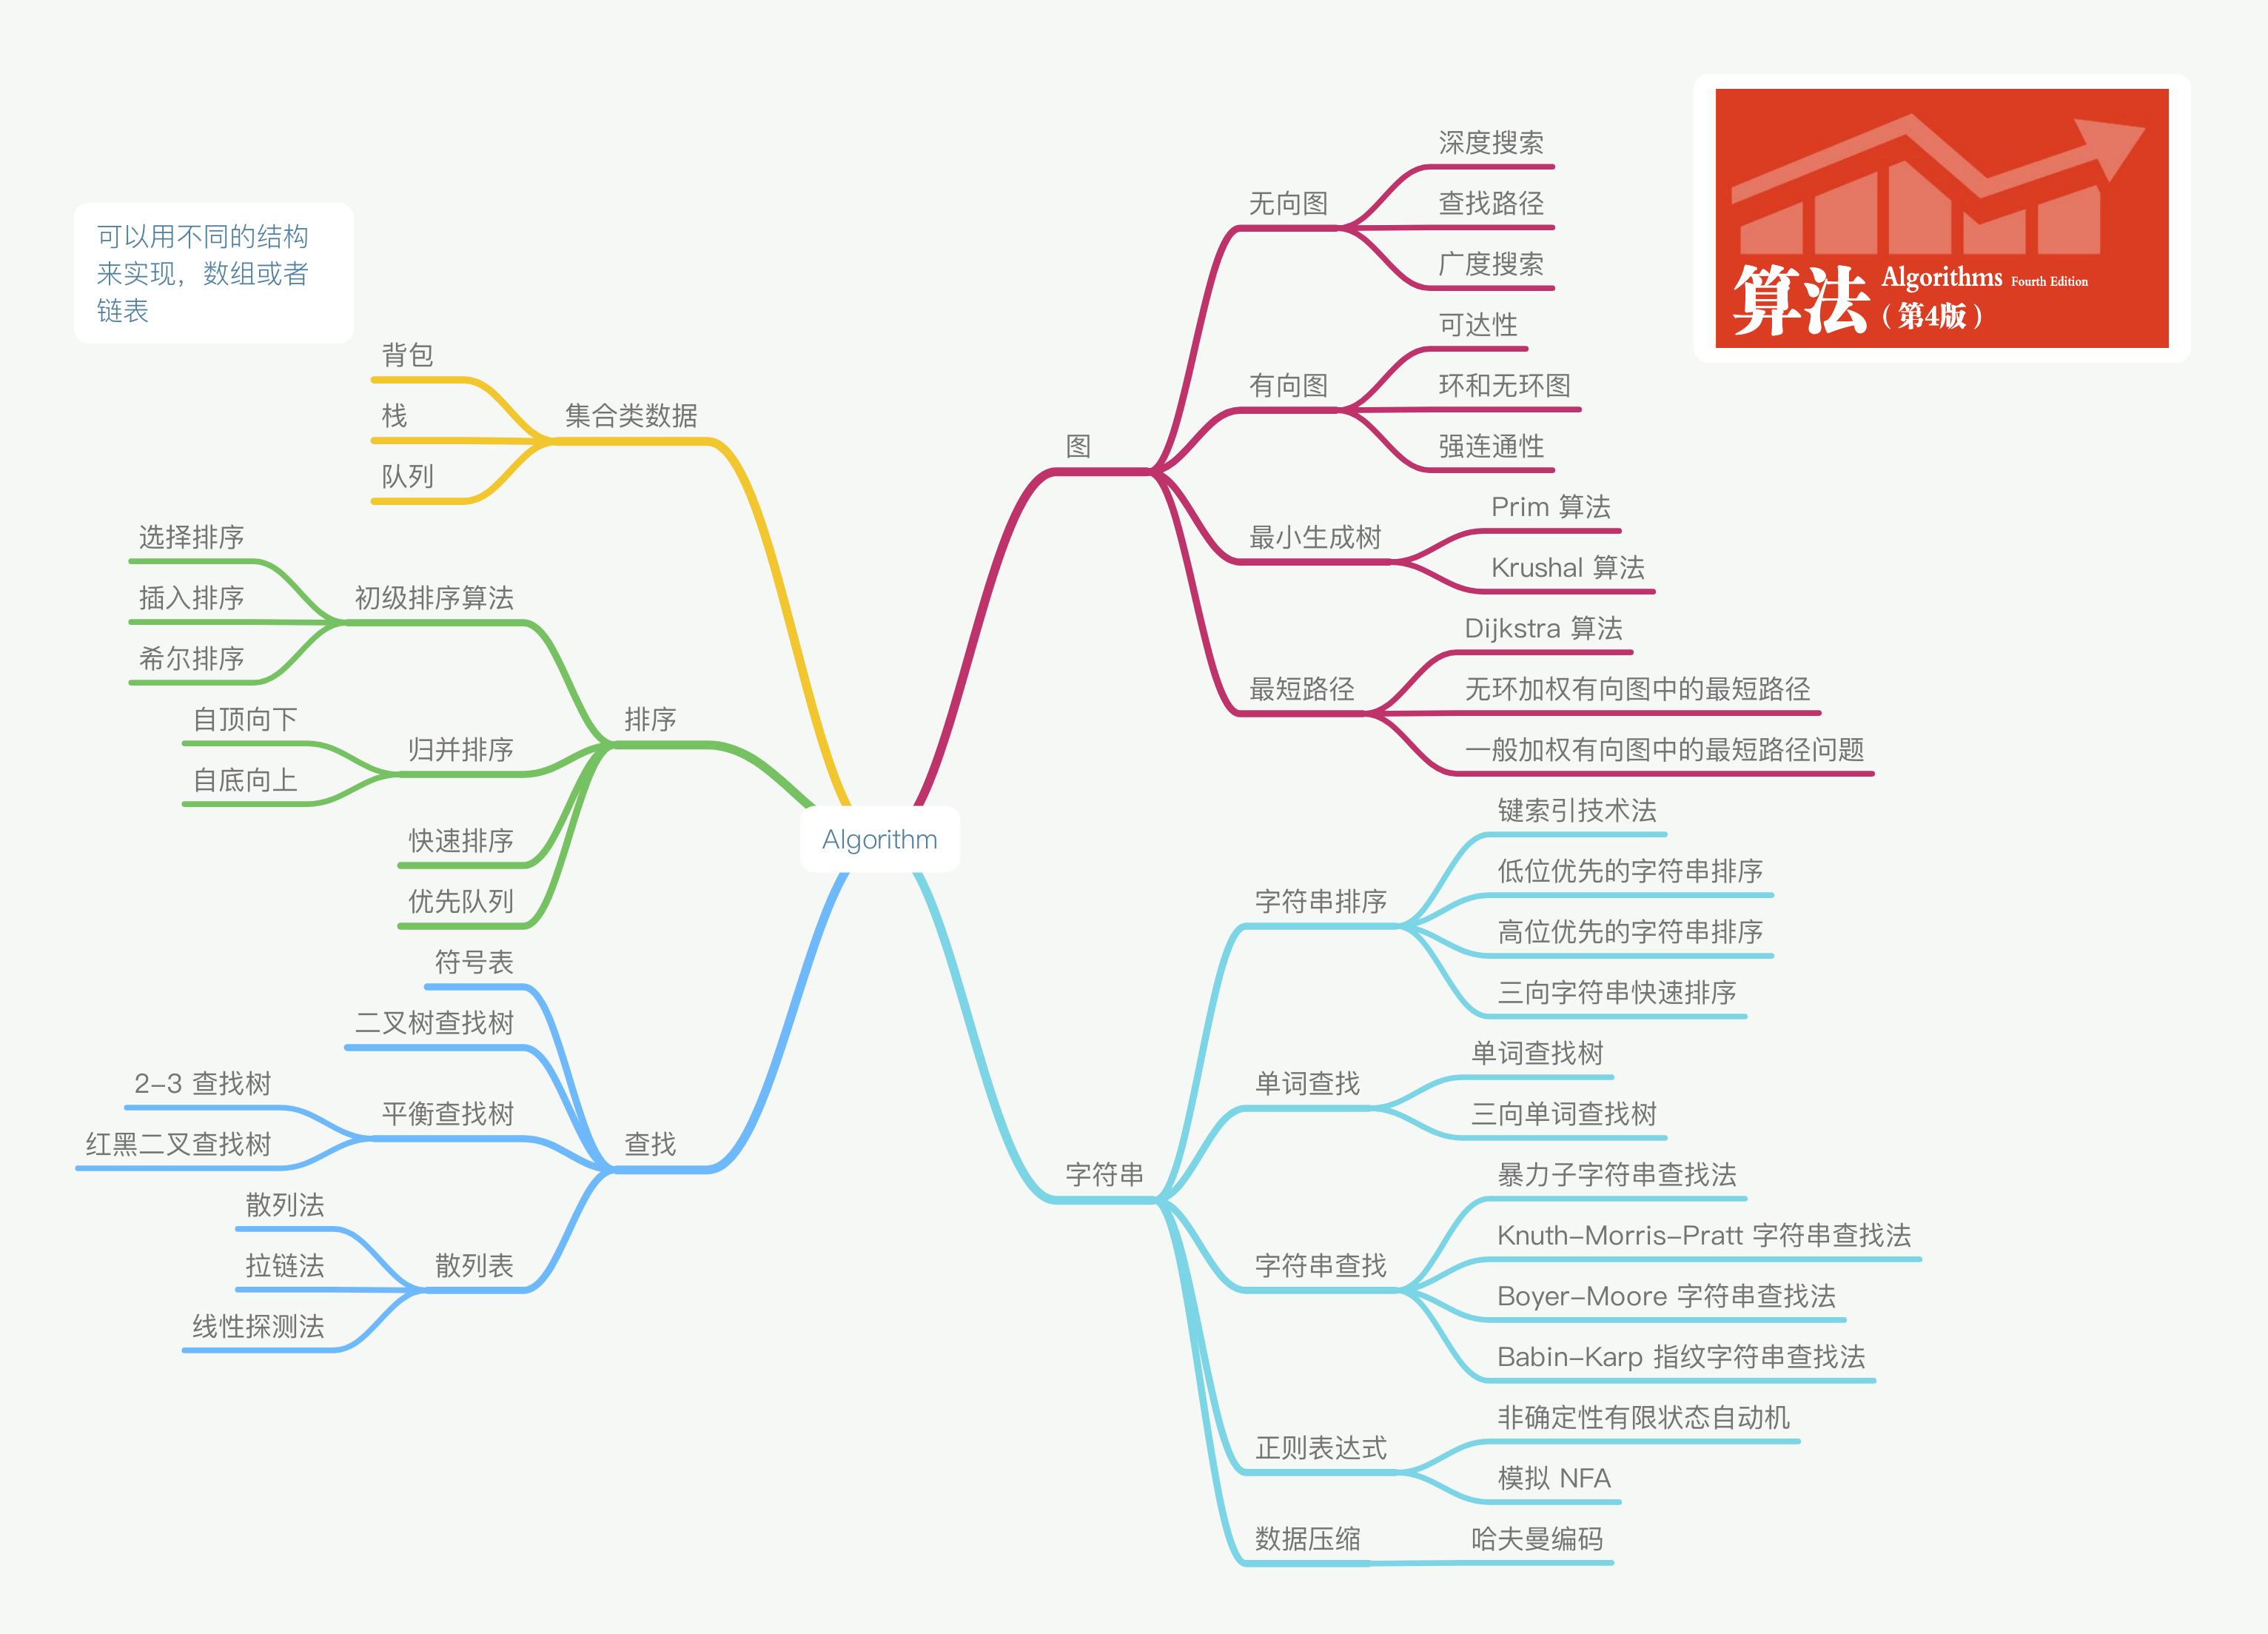 算法
Algorithms Fourth Edition
（第4版）
可以用不同的结构
来实现，数组或者
链表
Algorithm
集合类数据
背包
栈
队列
排序
初级排序算法
选择排序
插入排序
希尔排序
归并排序
自顶向下
自底向上
快速排序
优先队列
查找
符号表
二叉树查找树
平衡查找树
2-3 查找树
红黑二叉查找树
散列表
散列法
拉链法
线性探测法
图
无向图
深度搜索
查找路径
广度搜索
有向图
可达性
环和无环图
强连通性
最小生成树
Prim 算法
Krushal 算法
最短路径
Dijkstra 算法
无环加权有向图中的最短路径
一般加权有向图中的最短路径问题
字符串
字符串排序
键索引技术法
低位优先的字符串排序
高位优先的字符串排序
三向字符串快速排序
单词查找
单词查找树
三向单词查找树
字符串查找
暴力子字符串查找法
Knuth-Morris-Pratt 字符串查找法
Boyer-Moore 字符串查找法
Babin-Karp 指纹字符串查找法
正则表达式
非确定性有限状态自动机
模拟 NFA
数据压缩
哈夫曼编码